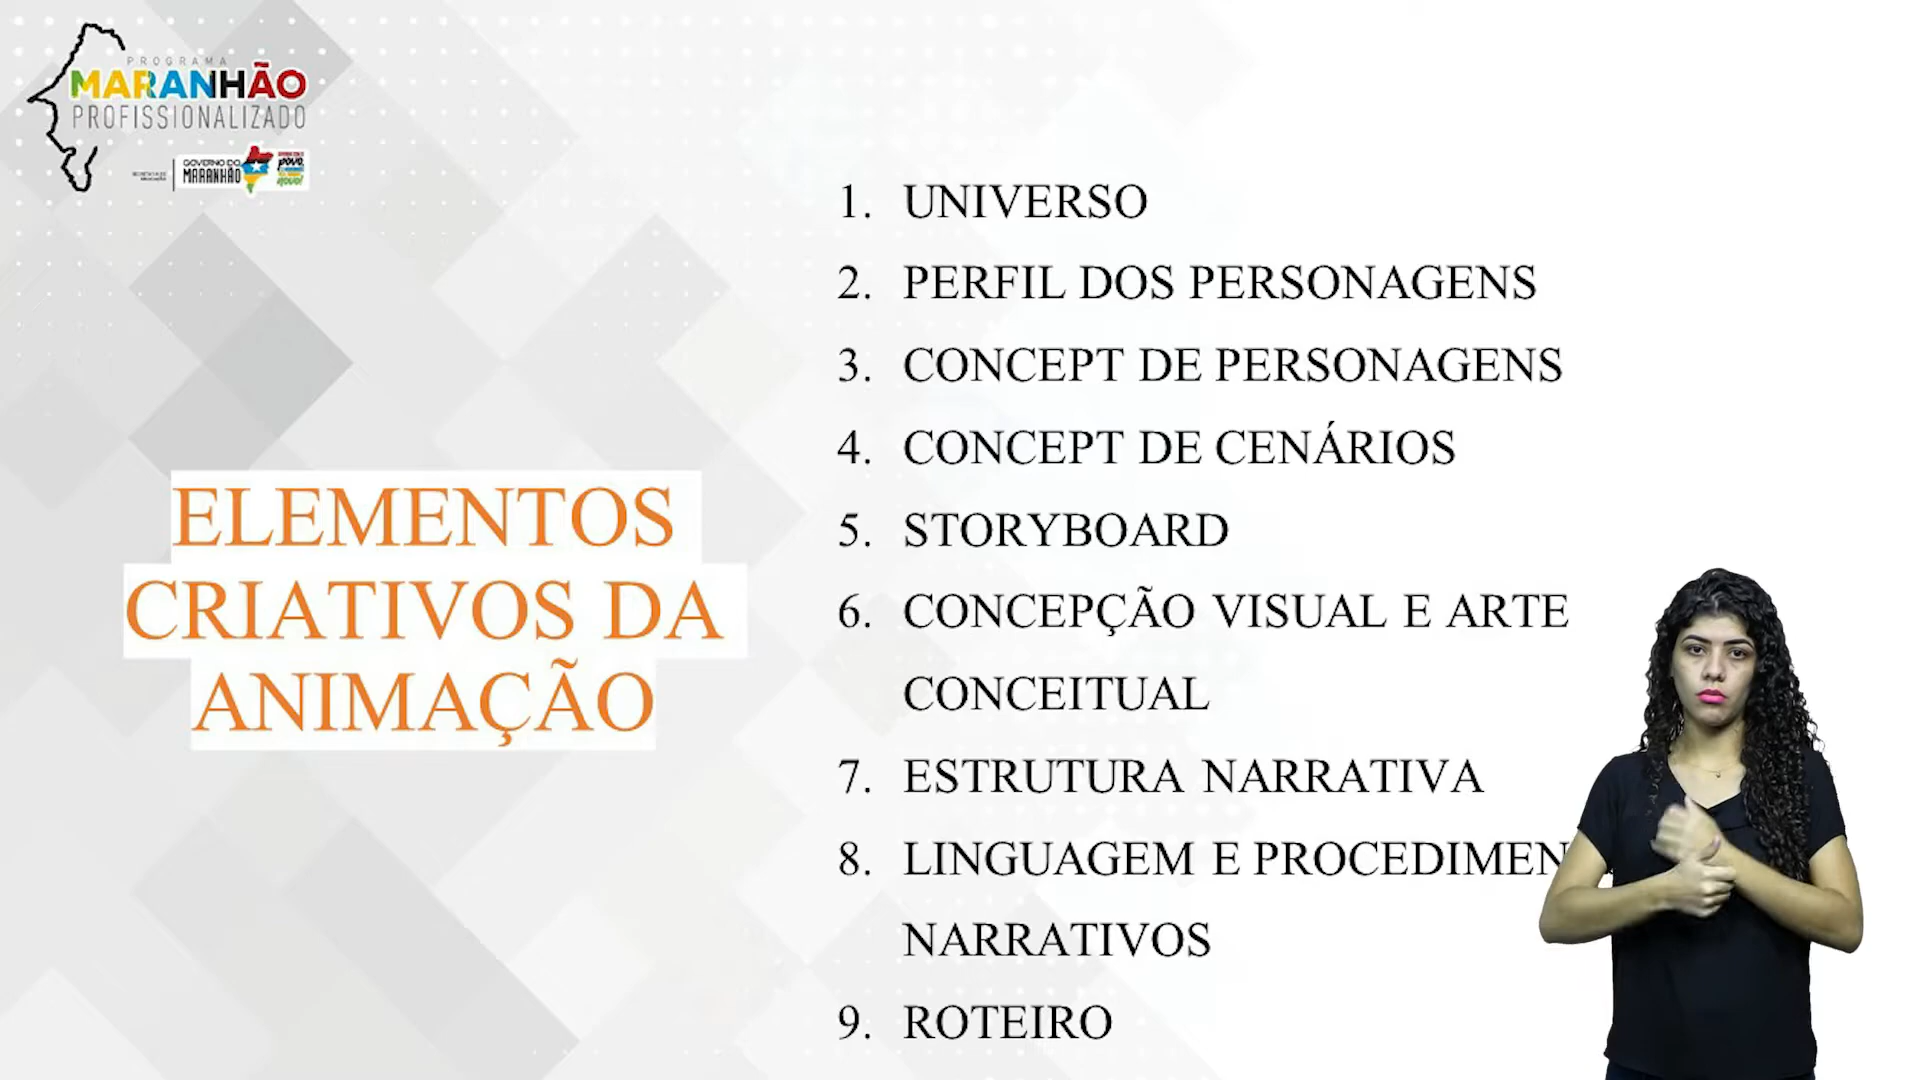 PROGRAMA
MARANHÃO
PROFISSIONALIZADO
GOVERNO DO
MARANHÃO
ELEMENTOS
CRIATIVOS DA
ANIMAÇÃO
1. UNIVERSO
2. PERFIL DOS PERSONAGENS
3. CONCEPT DE PERSONAGENS
4. CONCEPT DE CENÁRIOS
5. STORYBOARD
6. CONCEPÇÃO VISUAL E ARTE
CONCEITUAL
7. ESTRUTURA NARRATIVA
8. LINGUAGEM E PROCEDIMEN
NARRATIVOS
9. ROTEIRO